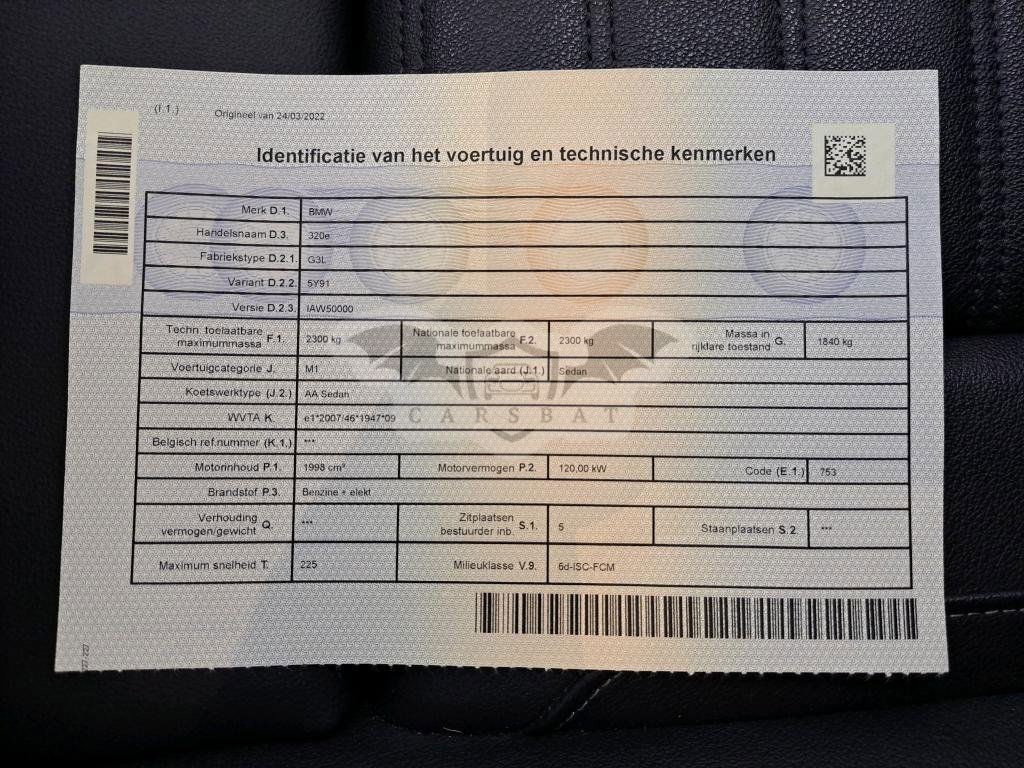 (I.1.) Origineel van 24/03/2022
Identificatie van het voertuig en technische kenmerken
Merk D.1. BMW
Handelsnaam D.3. 320e
Fabriekstype D.2.1. G3L
Variant D.2.2. 5Y91
Versie D.2.3. IAW50000
Techn. toelaatbare maximummassa F.1. 2300 kg Nationale toelaatbare maximummassa F.2. 2300 kg Massa in rijklare toestand G. 1840 kg
Voertuigcategorie J. M1 Nationale aard (J.1.) Sedan
Koetswerktype (J.2.) AA Sedan
WVTA K. e1*2007/46*1947*09
CARSBAT
Belgisch ref.nummer (K.1.) ***
Motorinhoud P.1. 1998 cm³ Motorvermogen P.2. 120,00 kW Code (E.1.) 753
Brandstof P.3. Benzine + elekt
Verhouding vermogen/gewicht Q. *** Zitplaatsen bestuurder inb. S.1. 5 Staanplaatsen S.2. ***
Maximum snelheid T. 225 Milieuklasse V.9. 6d-ISC-FCM